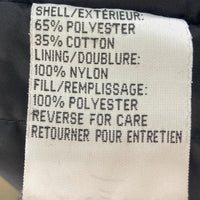 SHELL/EXTÉRIEUR:
65% POLYESTER
35% COTTON
LINING/DOUBLURE:
100% NYLON
FILL/REMPLISSAGE:
100% POLYESTER
REVERSE FOR CARE
RETOURNER POUR ENTRETIEN